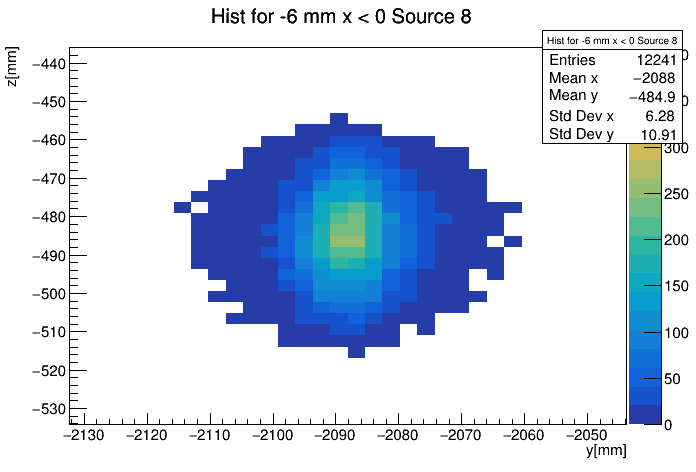 Hist for -6 mm x < 0 Source 8
Hist for -6 mm x < 0 Source 8
Entries 12241
Mean x −2088
Mean y −484.9
Std Dev x 6.28
Std Dev y 10.91
z[mm]
−440
−450
−460
−470
−480
−490
−500
−510
−520
−530
−2130 −2120 −2110 −2100 −2090 −2080 −2070 −2060 −2050
y[mm]
0
0
300
250
200
150
100
50
0